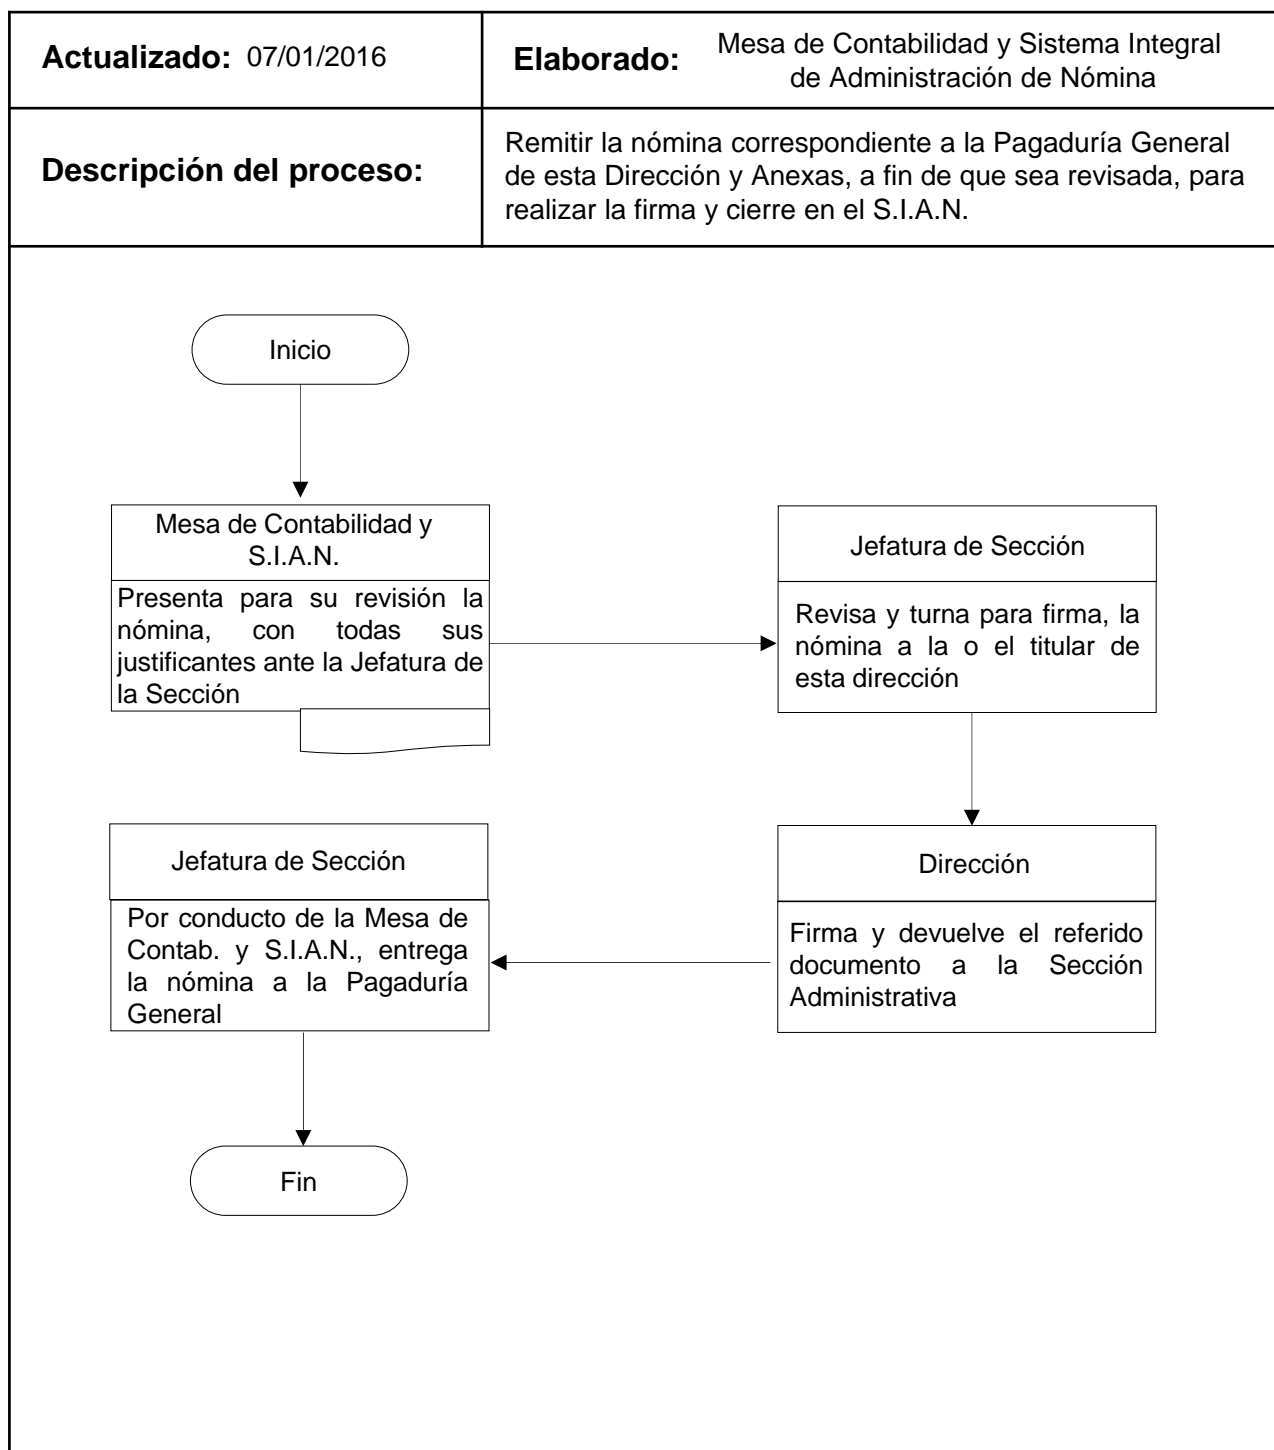 Actualizado: 07/01/2016
Elaborado:
Mesa de Contabilidad y Sistema Integral
de Administración de Nómina
Descripción del proceso:
Remitir la nómina correspondiente a la Pagaduría General
de esta Dirección y Anexas, a fin de que sea revisada, para
realizar la firma y cierre en el S.I.A.N.
Inicio
Mesa de Contabilidad y
S.I.A.N.
Presenta para su revisión la
nómina, con todas sus
justificantes ante la Jefatura de
la Sección
Jefatura de Sección
Revisa y turna para firma, la
nómina a la o el titular de
esta dirección
Dirección
Firma y devuelve el referido
documento a la Sección
Administrativa
Jefatura de Sección
Por conducto de la Mesa de
Contab. y S.I.A.N., entrega
la nómina a la Pagaduría
General
Fin